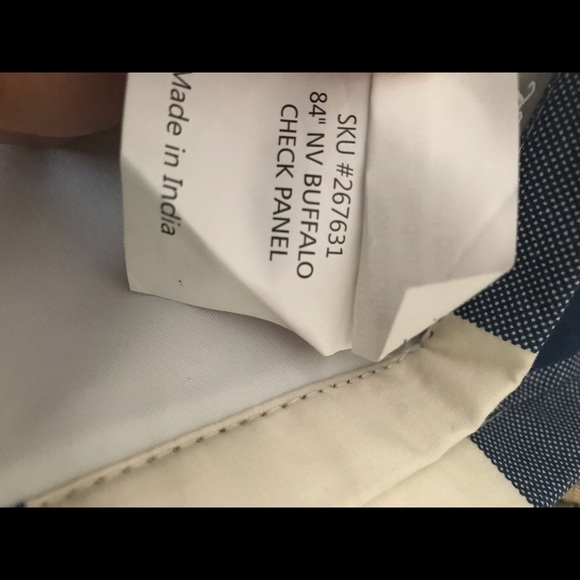 SKU #267631
84" NV BUFFALO
CHECK PANEL
Made in India